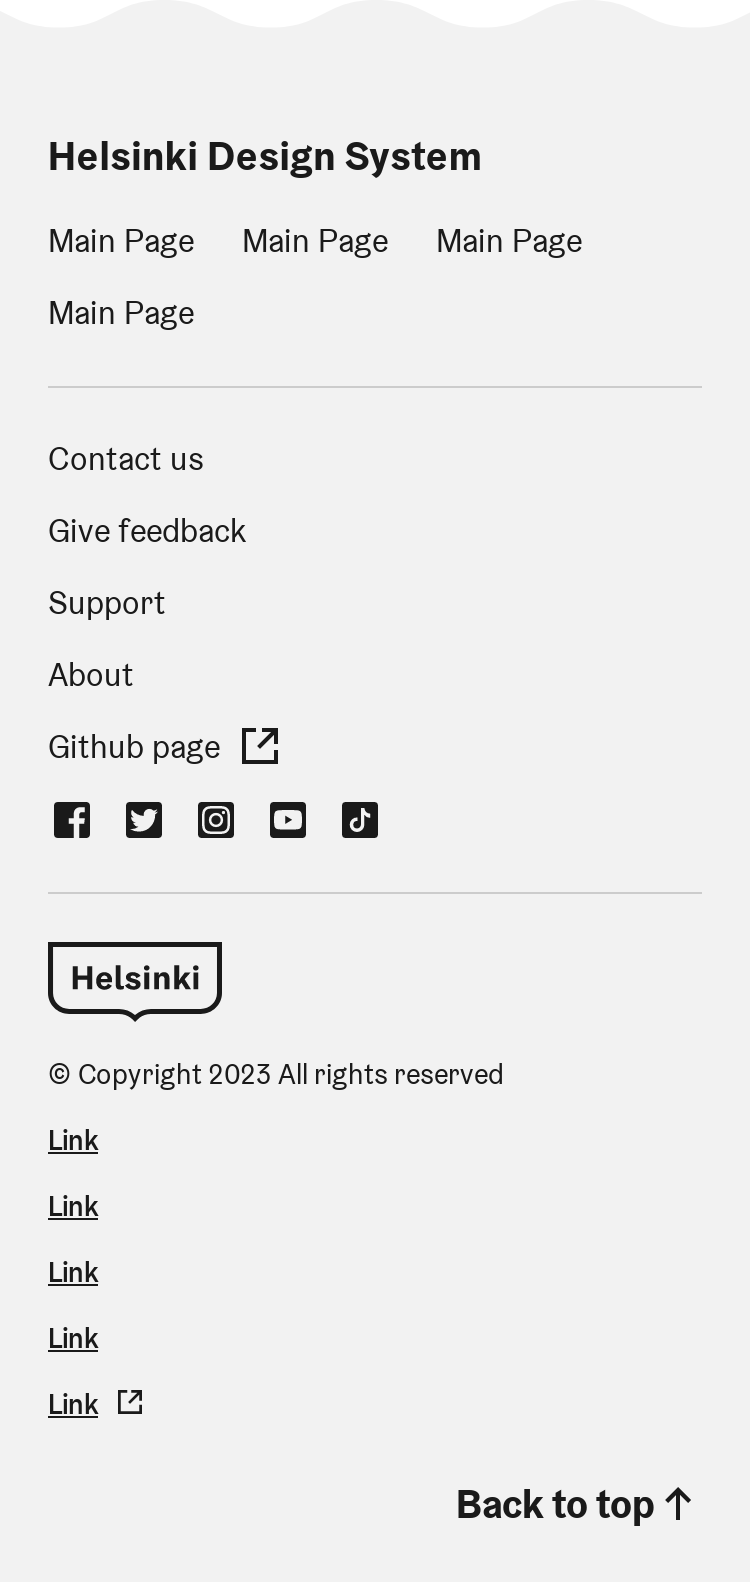 Helsinki Design System
Main Page Main Page Main Page
Main Page
Contact us
Give feedback
Support
About
Github page
Helsinki
© Copyright 2023 All rights reserved
Link
Link
Link
Link
Link
Back to top